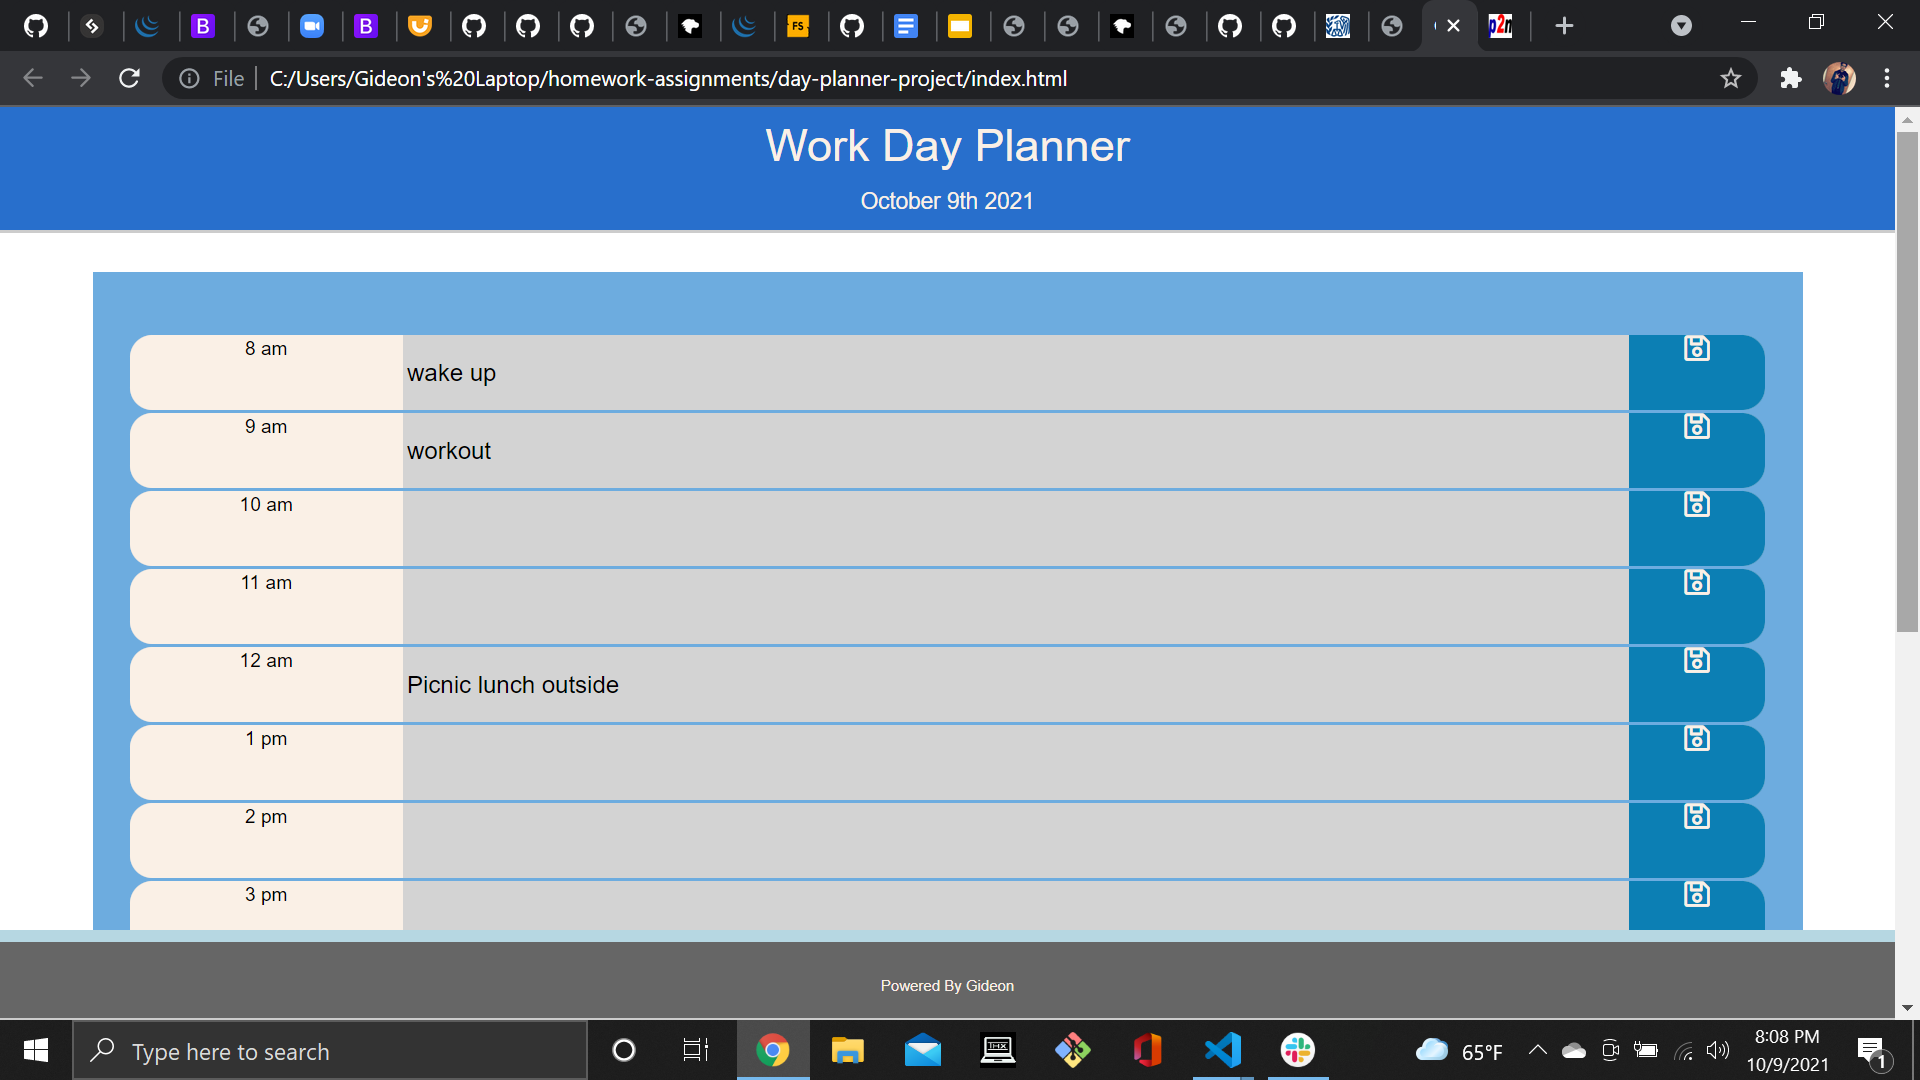 File
C:/Users/Gideon's%20Laptop/homework-assignments/day-planner-project/index.html
Work Day Planner
October 9th 2021
8 am
wake up
9 am
workout
10 am
11 am
12 am
Picnic lunch outside
1 pm
2 pm
3 pm
Powered By Gideon
Type here to search
65°F
8:08 PM
10/9/2021
1
B
B
FS
p2n
THX